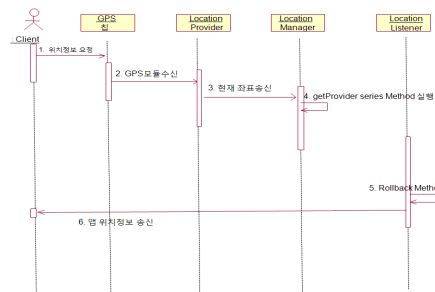 GPS
칩
Location
Provider
Location
Manager
Location
Listener
Client
1. 위치정보 요청
2. GPS모듈수신
3. 현재 좌표송신
4. getProvider series Method 실행
5. Rollback Metho
6. 맵 위치정보 송신